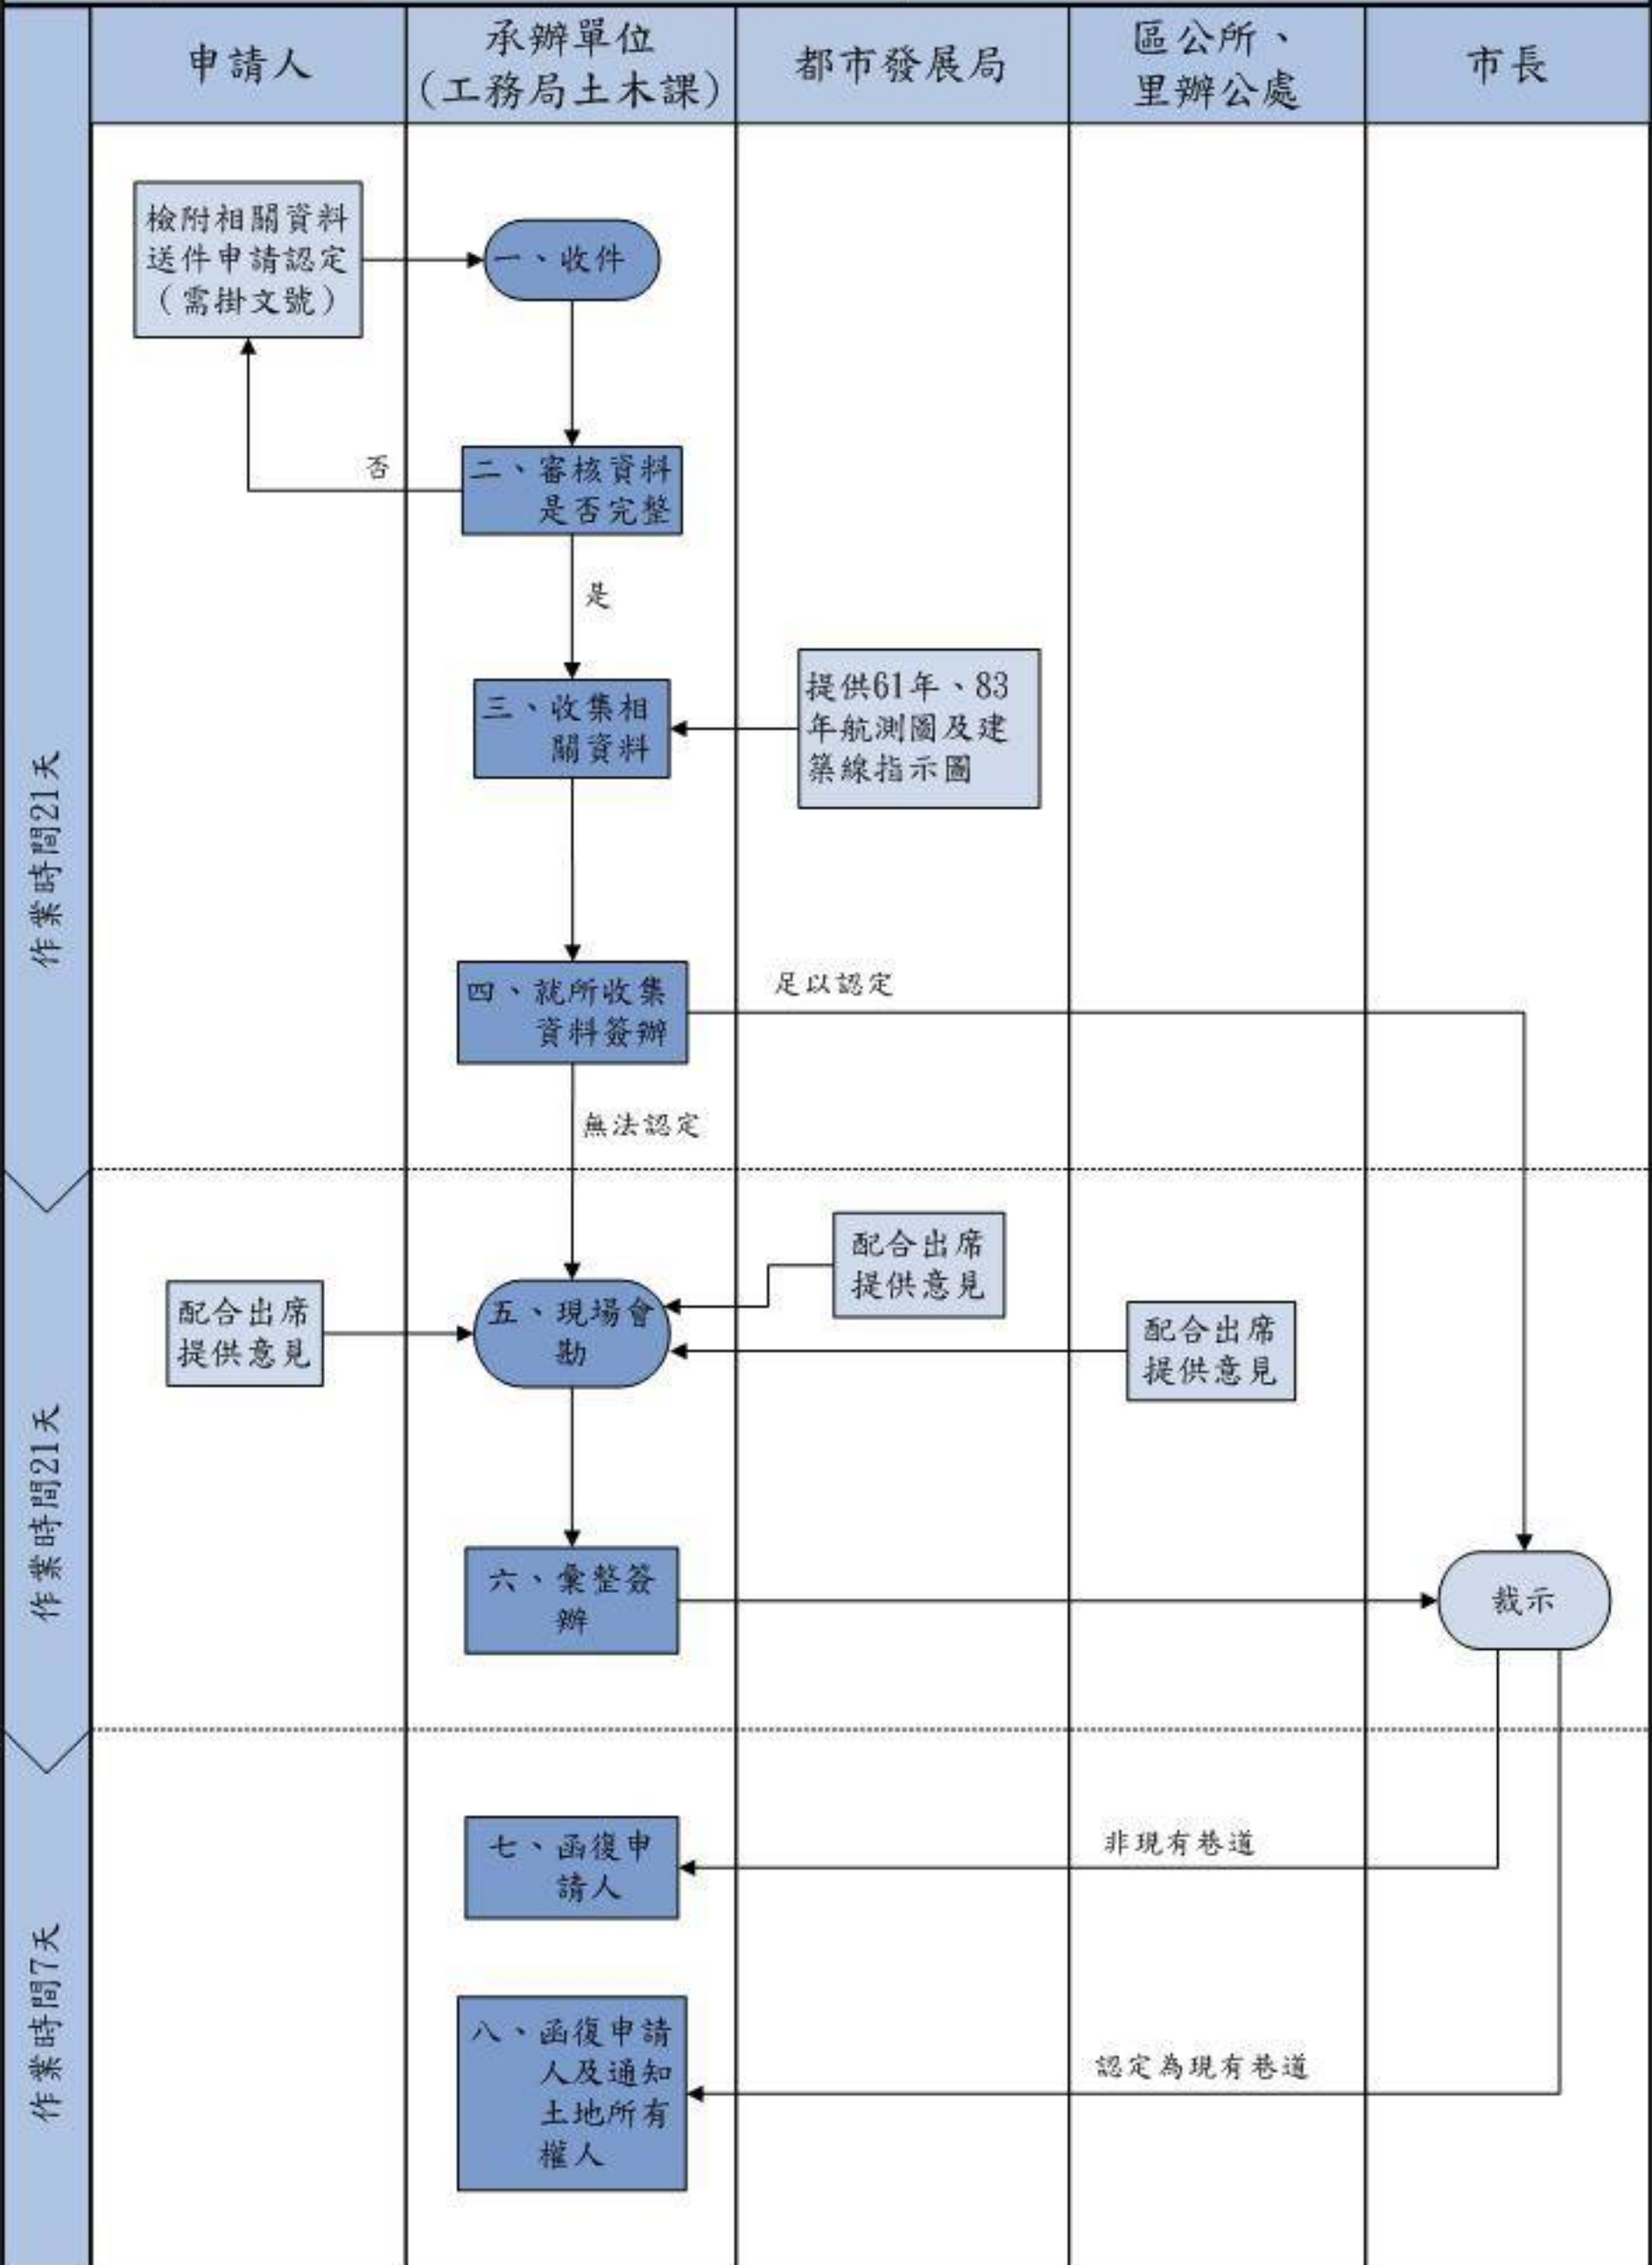 申請人
承辦單位
(工務局土木課)
都市發展局
區公所、
里辦公處
市長
作業時間21天
檢附相關資料
送件申請認定
（需掛文號）
一、收件
否
二、審核資料
是否完整
是
三、收集相
關資料
提供61年、83
年航測圖及建
築線指示圖
四、就所收集
資料簽辦
足以認定
無法認定
作業時間21天
配合出席
提供意見
五、現場會
勘
配合出席
提供意見
配合出席
提供意見
六、彙整簽
辦
裁示
作業時間7天
七、函復申
請人
非現有巷道
八、函復申請
人及通知
土地所有
權人
認定為現有巷道